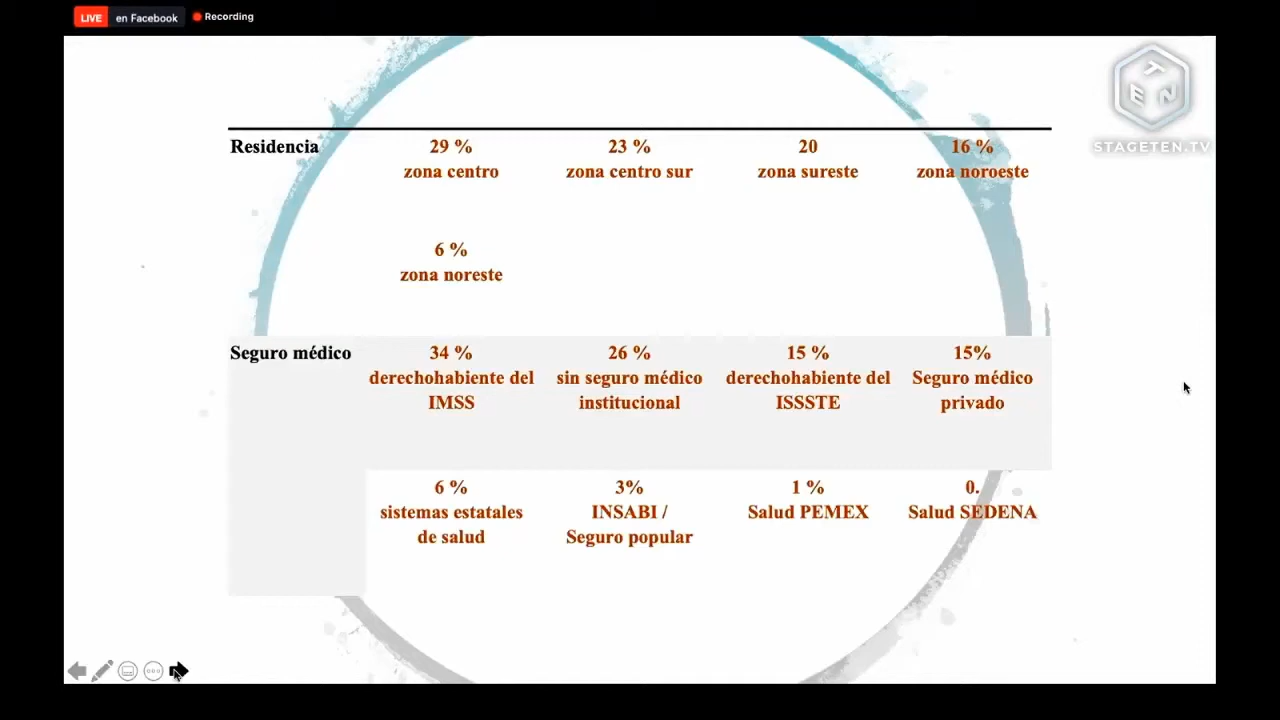 LIVE en Facebook Recording
TEN
STAGETEN.TV
Residencia 29 % 23 % 20 16 %
zona centro zona centro sur zona sureste zona noroeste
6 %
zona noreste
Seguro médico 34 % 26 % 15 % 15%
derechohabiente del sin seguro médico derechohabiente del Seguro médico
IMSS institucional ISSSTE privado
6 % 3% 1 % 0.
sistemas estatales INSABI / Salud PEMEX Salud SEDENA
de salud Seguro popular